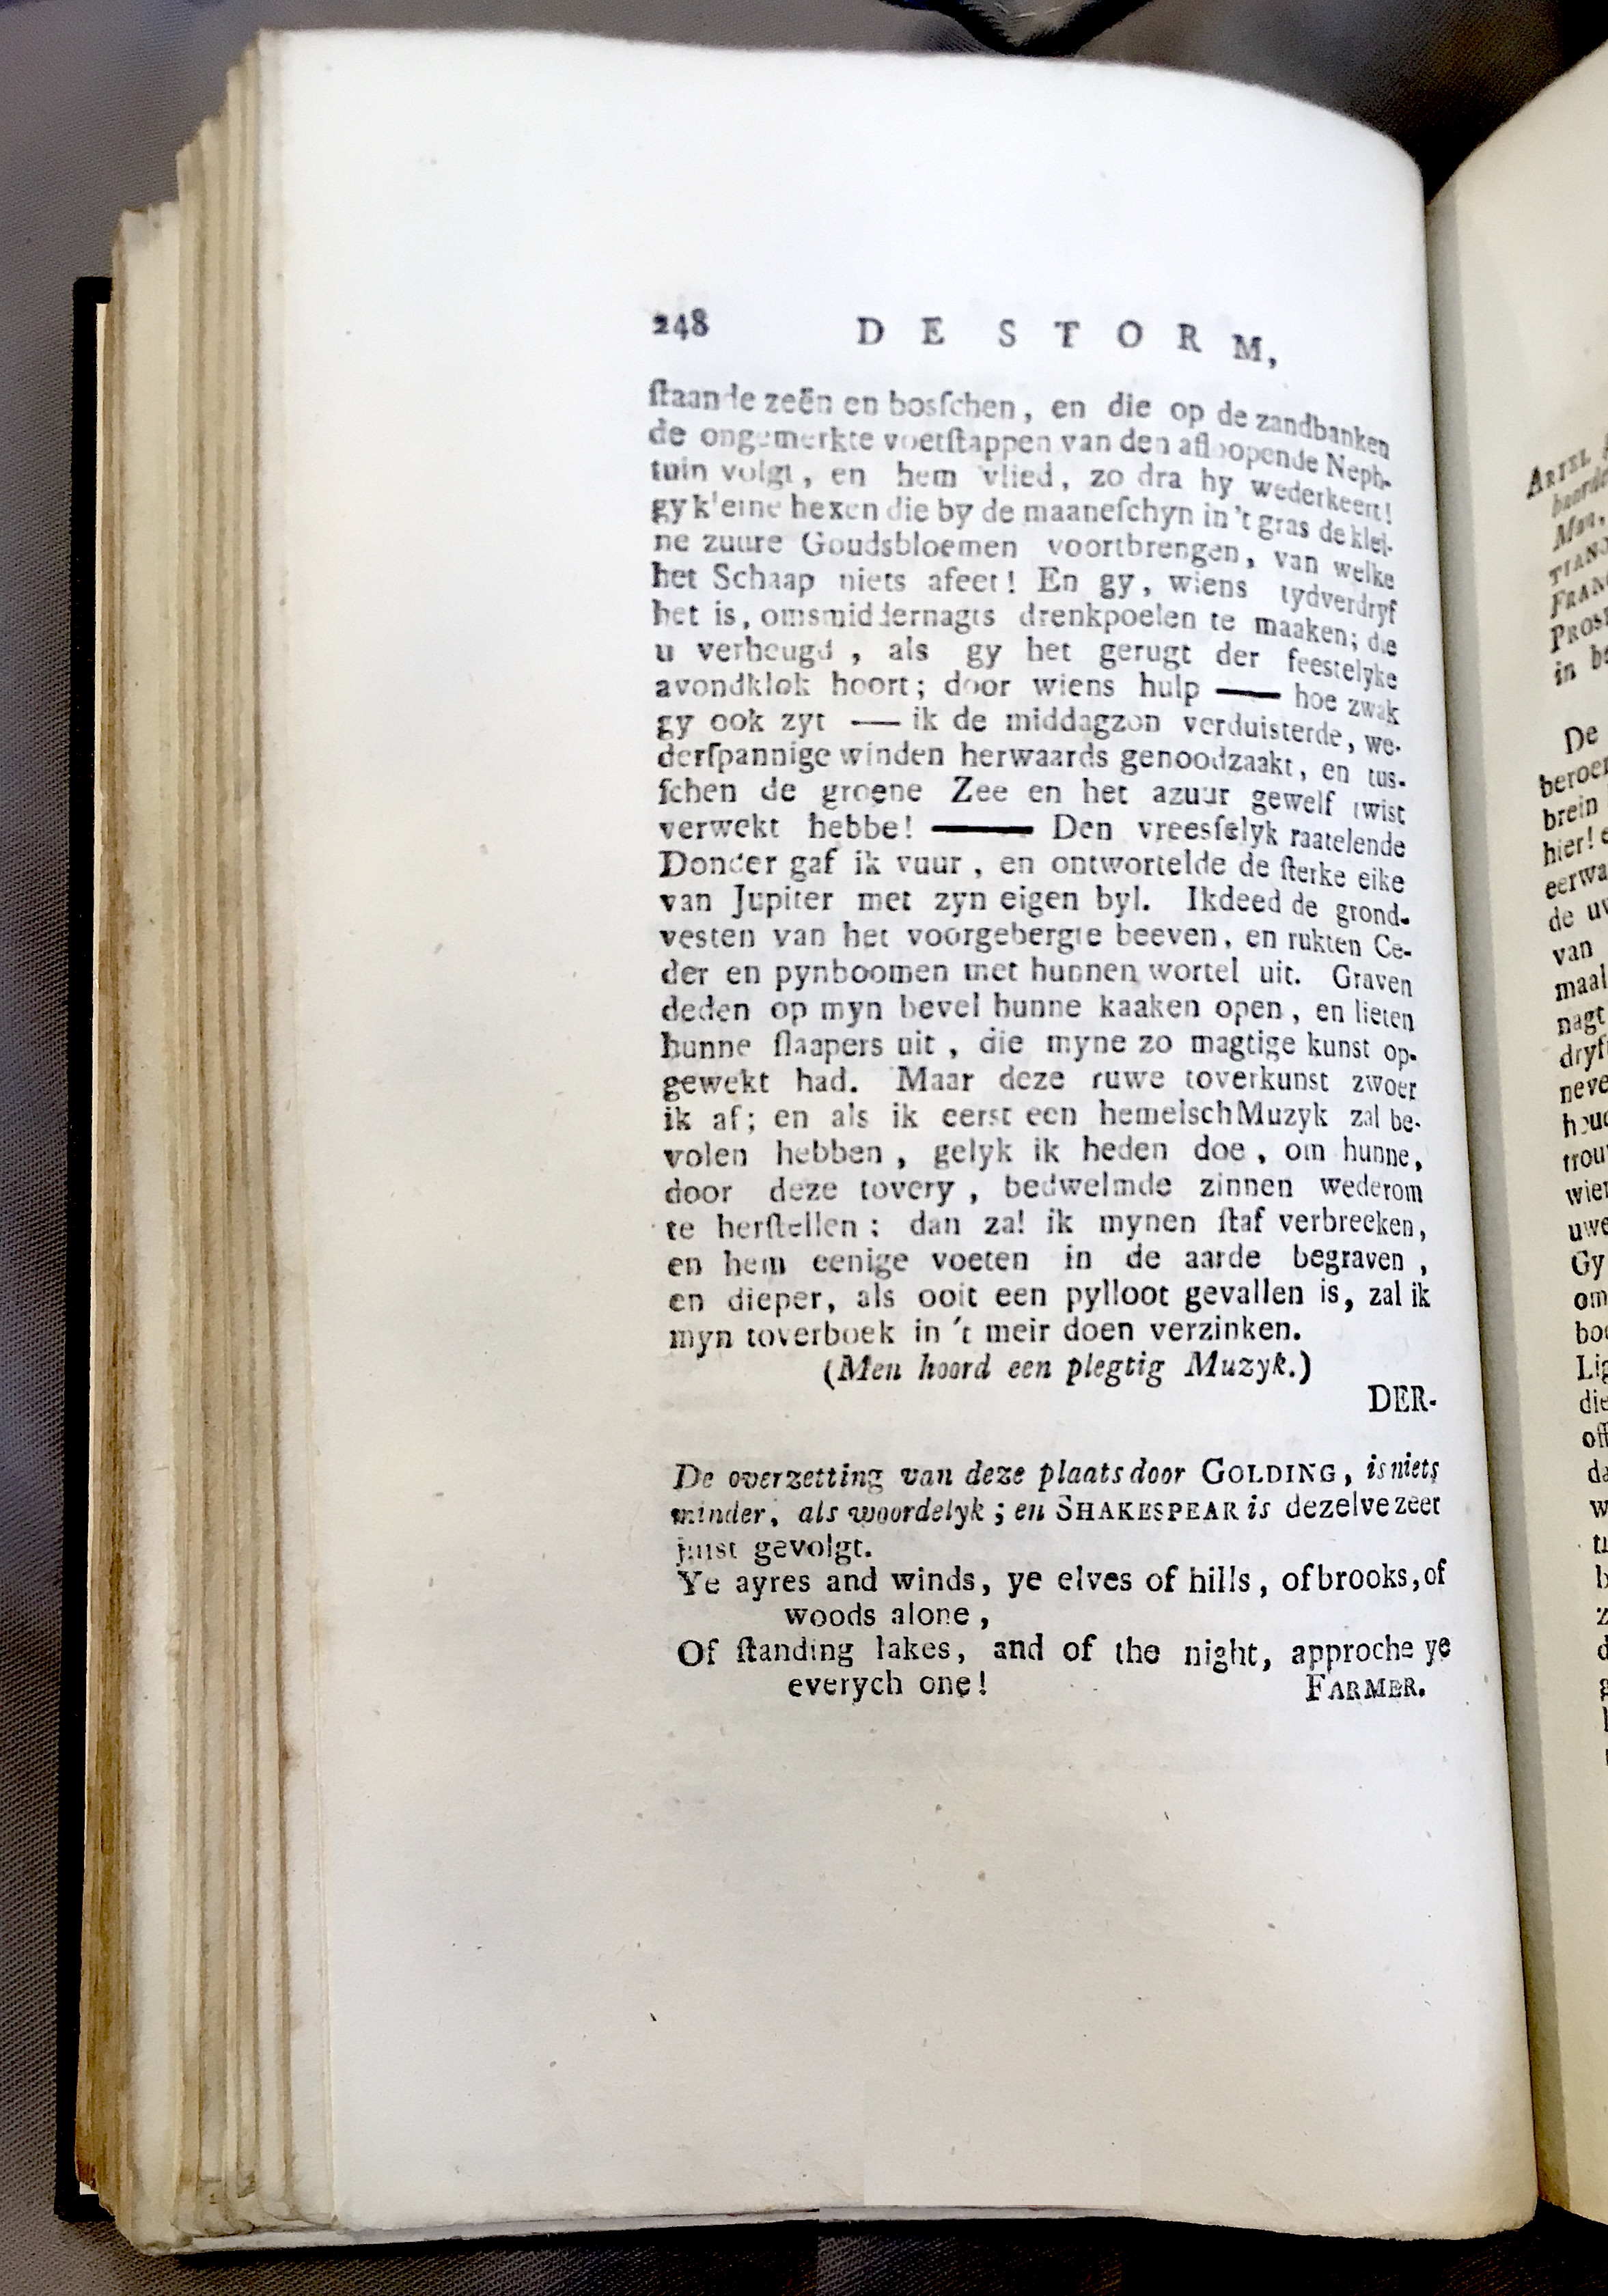 248 DE STORM,
ſtaande zeën en bosſchen, en die op de zandbanken
de ongemerkte voetſtappen van den afloopende Neph-
tuin volgt, en hem vlied, zo dra hy wederkeert!
gy kleine hexen die by de maaneſchyn in 't gras de klei-
ne zuure Goudsbloemen voortbrengen, van welke
het Schaap niets afeet! En gy, wiens tydverdryf
het is, omsmiddernagts drenkpoelen te maaken; die
u verheugd, als gy het gerugt der feestelyke
avondklok hoort; door wiens hulp — hoe zwak
gy ook zyt — ik de middagzon verduisterde, we-
derſpannige winden herwaards genoodzaakt, en tus-
ſchen de groene Zee en het azuur gewelf twist
verwekt hebbe! — Den vreesſelyk raatelende
Donder gaf ik vuur, en ontwortelde de ſterke eike
van Jupiter met zyn eigen byl. Ikdeed de grond-
vesten van het voorgebergte beeven, en rukten Ce-
der en pynboomen met hunnen wortel uit. Graven
deden op myn bevel hunne kaaken open, en lieten
hunne ſlaapers uit, die myne zo magtige kunst op-
gewekt had. Maar deze ruwe toverkunst zwoer
ik af; en als ik eerst een hemelschMuzyk zal be-
volen hebben, gelyk ik heden doe, om hunne,
door deze tovery, bedwelmde zinnen wederom
te herſtellen: dan zal ik mynen ſtaf verbreeken,
en hem eenige voeten in de aarde begraven,
en dieper, als ooit een pylloot gevallen is, zal ik
myn toverboek in 't meir doen verzinken.
(Men hoord een plegtig Muzyk.)
DER-
De overzetting van deze plaats door GOLDING, is niets
minder, als woordelyk; en SHAKESPEAR is dezelve zeer
juist gevolgt.
Ye ayres and winds, ye elves of hills, of brooks, of
woods alone,
Of ſtanding lakes, and of the night, approche ye
everych one! FARMER.
ARIEL
De
brein
hier! e
van
Gy